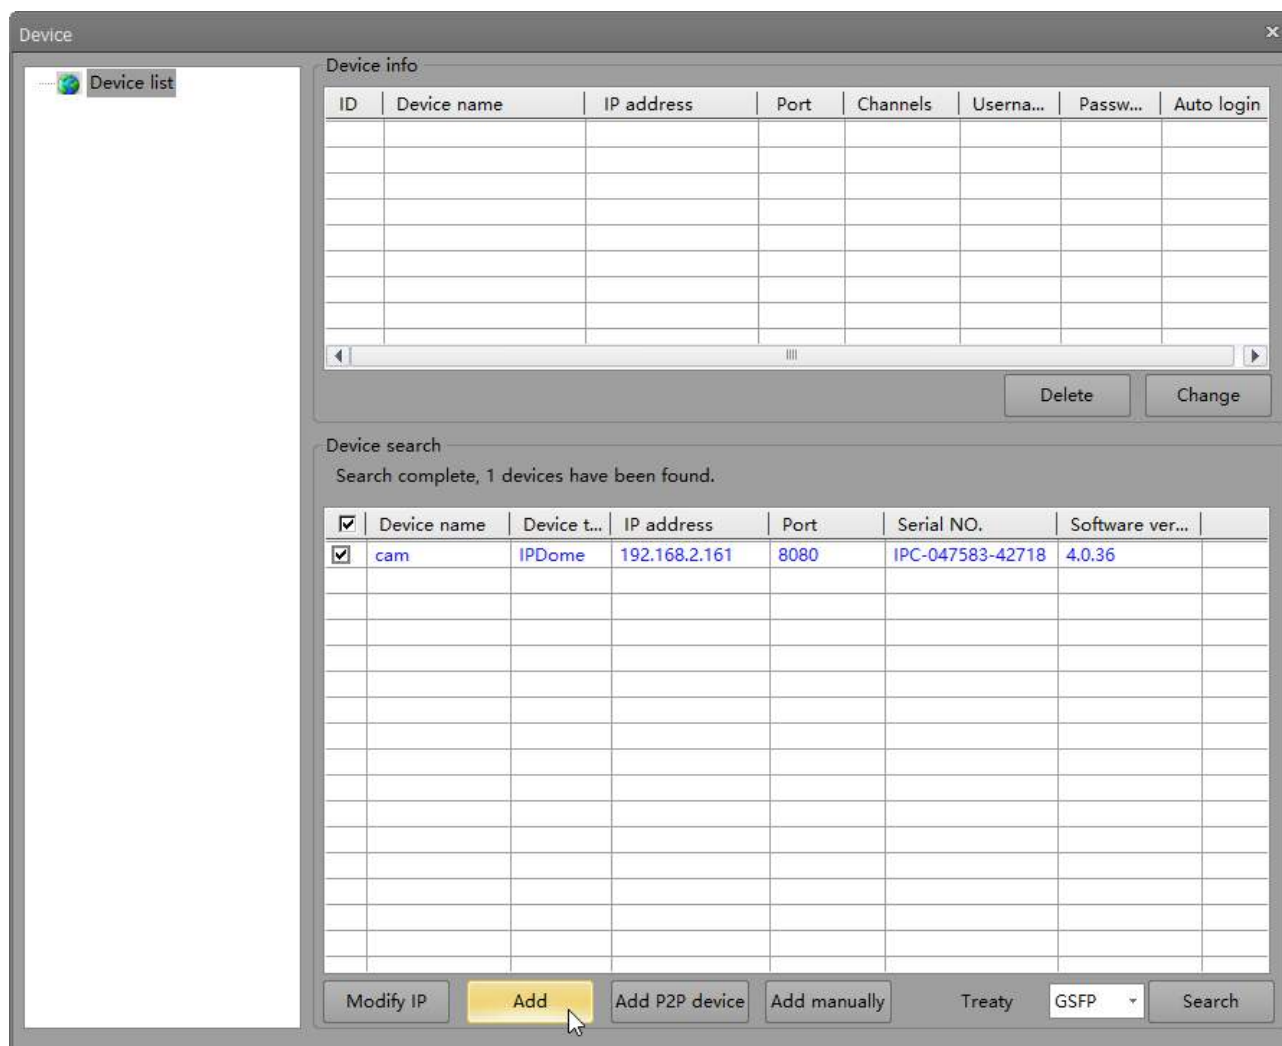 Device
Device list
Device info
ID Device name IP address Port Channels Userna... Passw... Auto login
Delete Change
Device search
Search complete, 1 devices have been found.
Device name Device t... IP address Port Serial NO. Software ver...
cam IPDome 192.168.2.161 8080 IPC-047583-42718 4.0.36
Modify IP Add Add P2P device Add manually Treaty GSFP Search